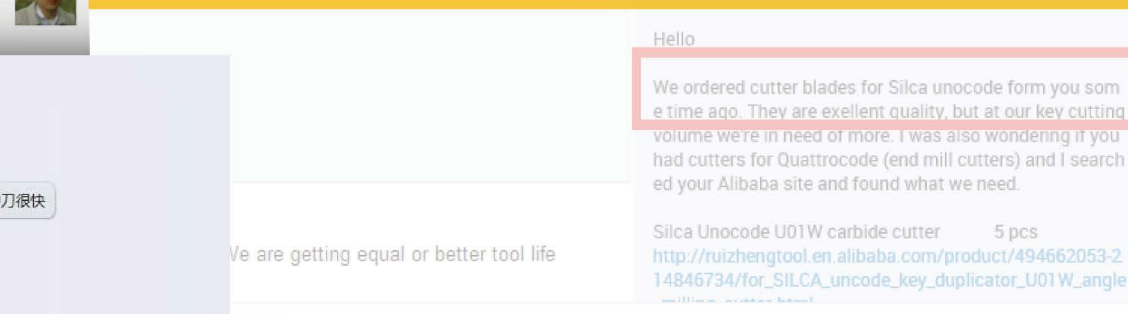 刀很快
We are getting equal or better tool life
Hello
We ordered cutter blades for Silca unocode form you som
e time ago. They are exellent quality, but at our key cutting
volume we're in need of more. I was also wondering if you
had cutters for Quattrocode (end mill cutters) and I search
ed your Alibaba site and found what we need.
Silca Unocode U01W carbide cutter 5 pcs
http://ruizhengtool.en.alibaba.com/product/494662053-2
14846734/for_SILCA_uncode_key_duplicator_U01W_angle